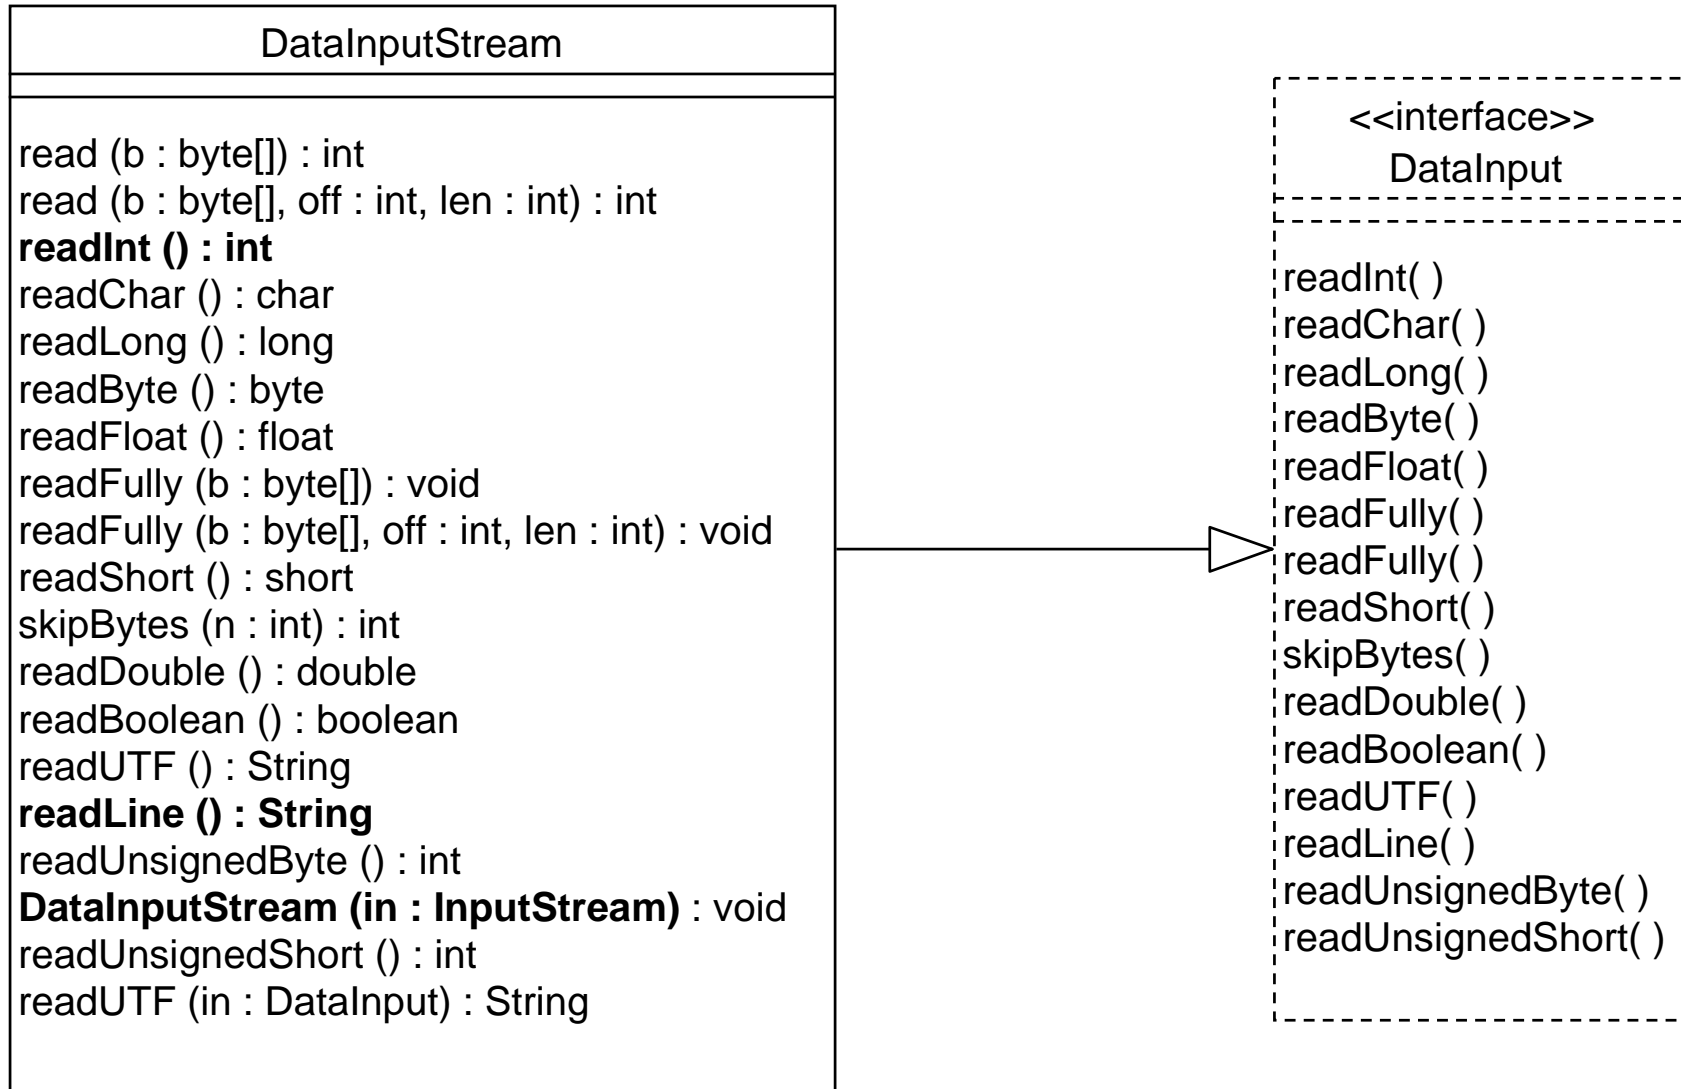 DataInputStream
read (b : byte[]) : int
read (b : byte[], off : int, len : int) : int
readInt () : int
readChar () : char
readLong () : long
readByte () : byte
readFloat () : float
readFully (b : byte[]) : void
readFully (b : byte[], off : int, len : int) : void
readShort () : short
skipBytes (n : int) : int
readDouble () : double
readBoolean () : boolean
readUTF () : String
readLine () : String
readUnsignedByte () : int
DataInputStream (in : InputStream) : void
readUnsignedShort () : int
readUTF (in : DataInput) : String
<<interface>>
DataInput
readInt( )
readChar( )
readLong( )
readByte( )
readFloat( )
readFully( )
readFully( )
readShort( )
skipBytes( )
readDouble( )
readBoolean( )
readUTF( )
readLine( )
readUnsignedByte( )
readUnsignedShort( )